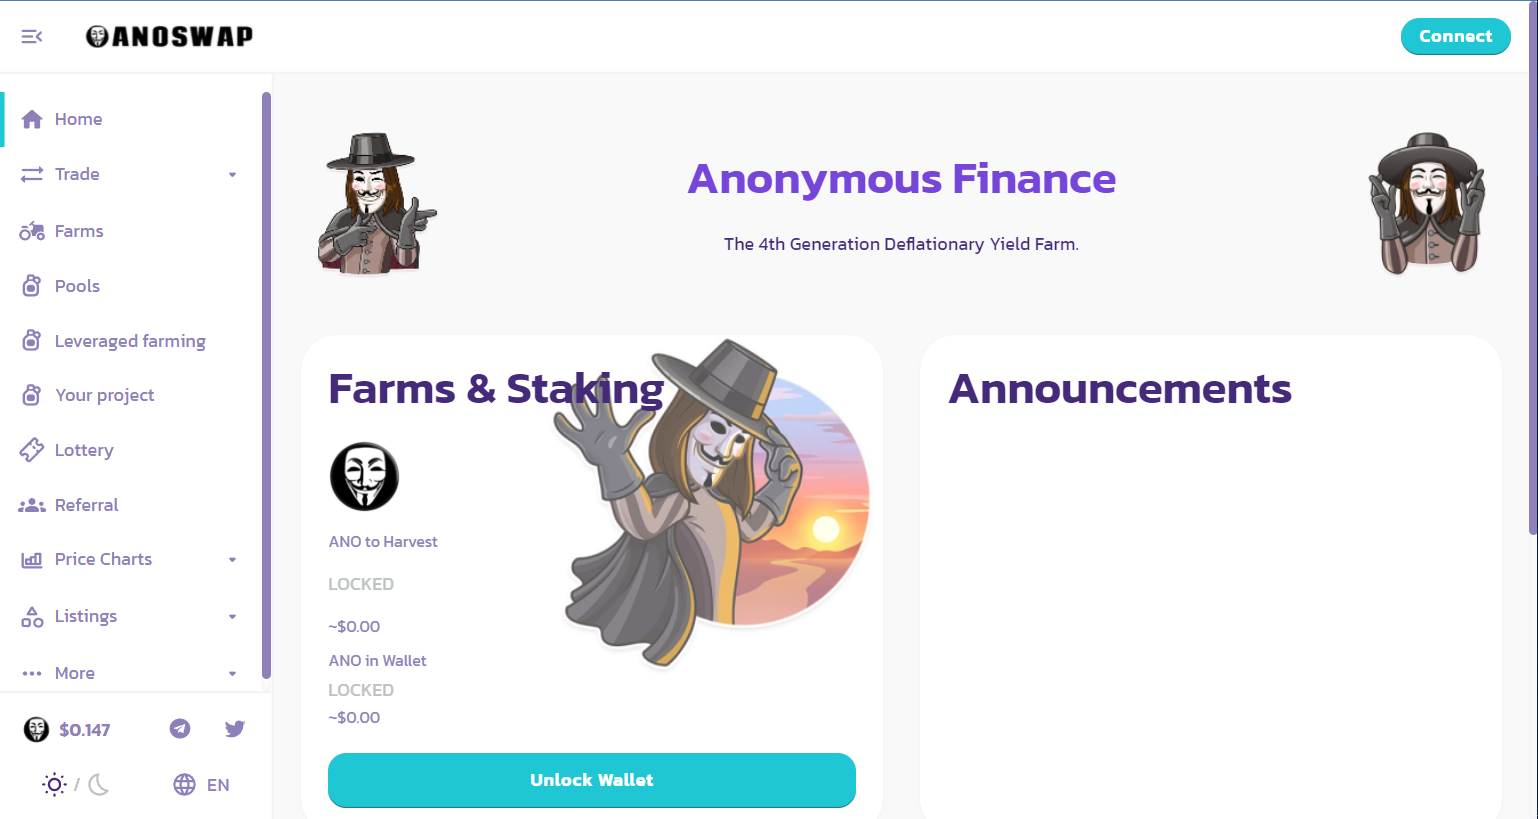 ANOSWAP
Connect
Home
Trade
Farms
Pools
Leveraged farming
Your project
Lottery
Referral
Price Charts
Listings
More
$0.147
/
EN
Anonymous Finance
The 4th Generation Deflationary Yield Farm.
Farms & Staking
ANO to Harvest
LOCKED
~$0.00
ANO in Wallet
LOCKED
~$0.00
Unlock Wallet
Announcements